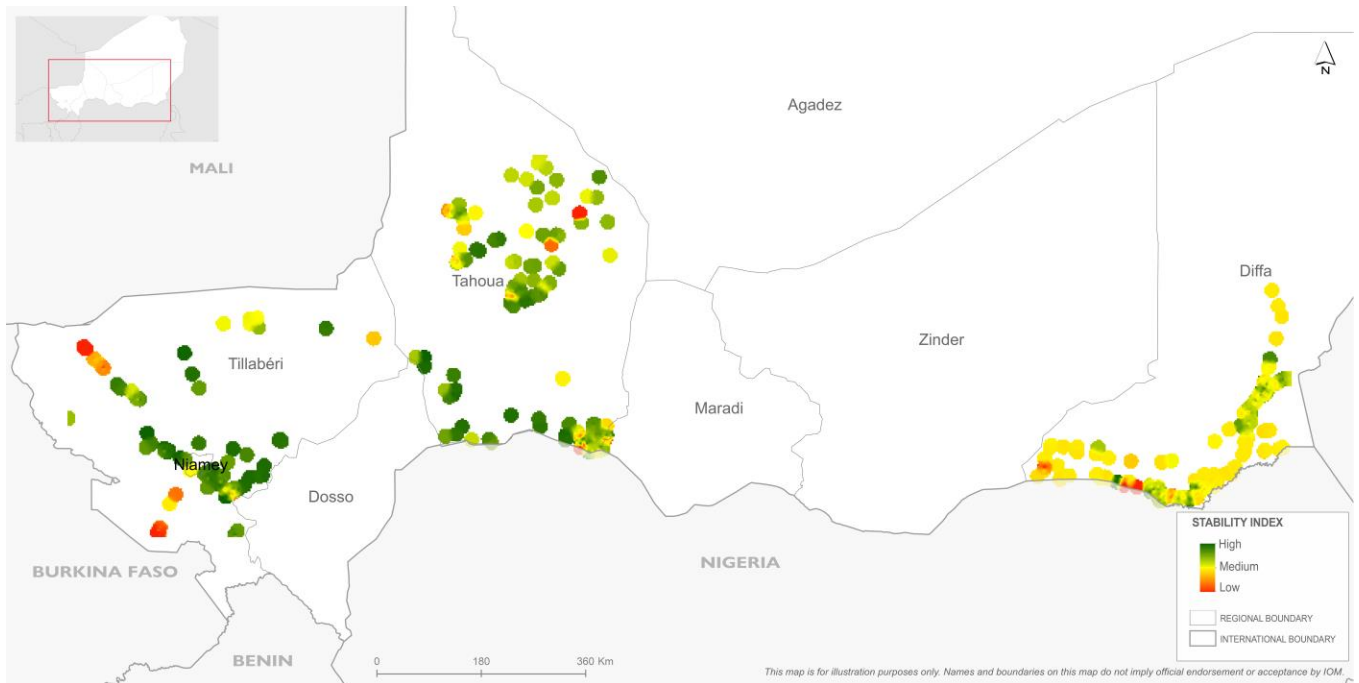 Agadez
N
MALI
Diffa
Tahoua
Zinder
Tillabéri
Maradi
Niamey
Dosso
STABILITY INDEX
High
Medium
Low
REGIONAL BOUNDARY
INTERNATIONAL BOUNDARY
NIGERIA
BURKINA FASO
BENIN
0 180 360 Km
This map is for illustration purposes only. Names and boundaries on this map do not imply official endorsement or acceptance by IOM.